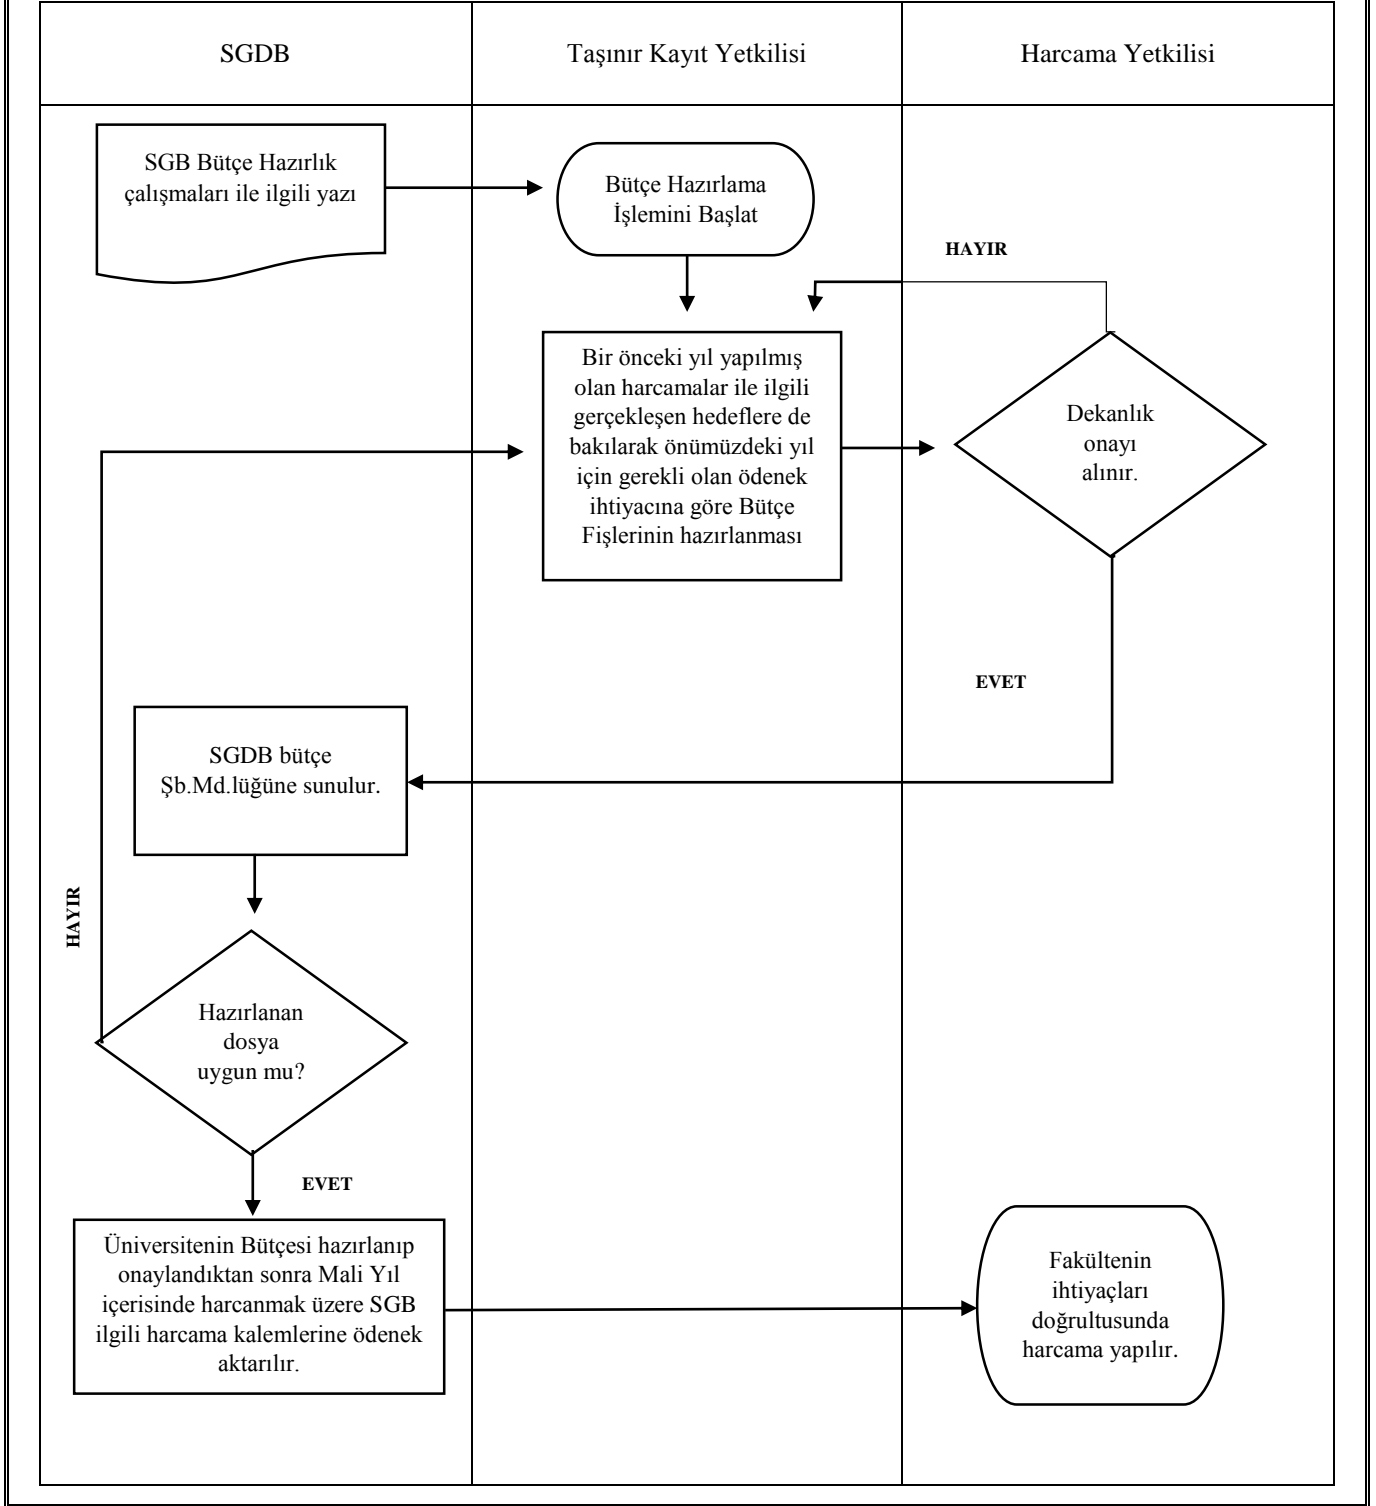 SGDB
Taşınır Kayıt Yetkilisi
Harcama Yetkilisi
SGB Bütçe Hazırlık
çalışmaları ile ilgili yazı
Bütçe Hazırlama
İşlemini Başlat
HAYIR
Bir önceki yıl yapılmış
olan harcamalar ile ilgili
gerçekleşen hedeflere de
bakılarak önümüzdeki yıl
için gerekli olan ödenek
ihtiyacına göre Bütçe
Fişlerinin hazırlanması
Dekanlık
onayı
alınır.
EVET
SGDB bütçe
Şb.Md.lüğüne sunulur.
HAYIR
Hazırlanan
dosya
uygun mu?
EVET
Üniversitenin Bütçesi hazırlanıp
onaylandıktan sonra Mali Yıl
içerisinde harcanmak üzere SGB
ilgili harcama kalemlerine ödenek
aktarılır.
Fakültenin
ihtiyaçları
doğrultusunda
harcama yapılır.